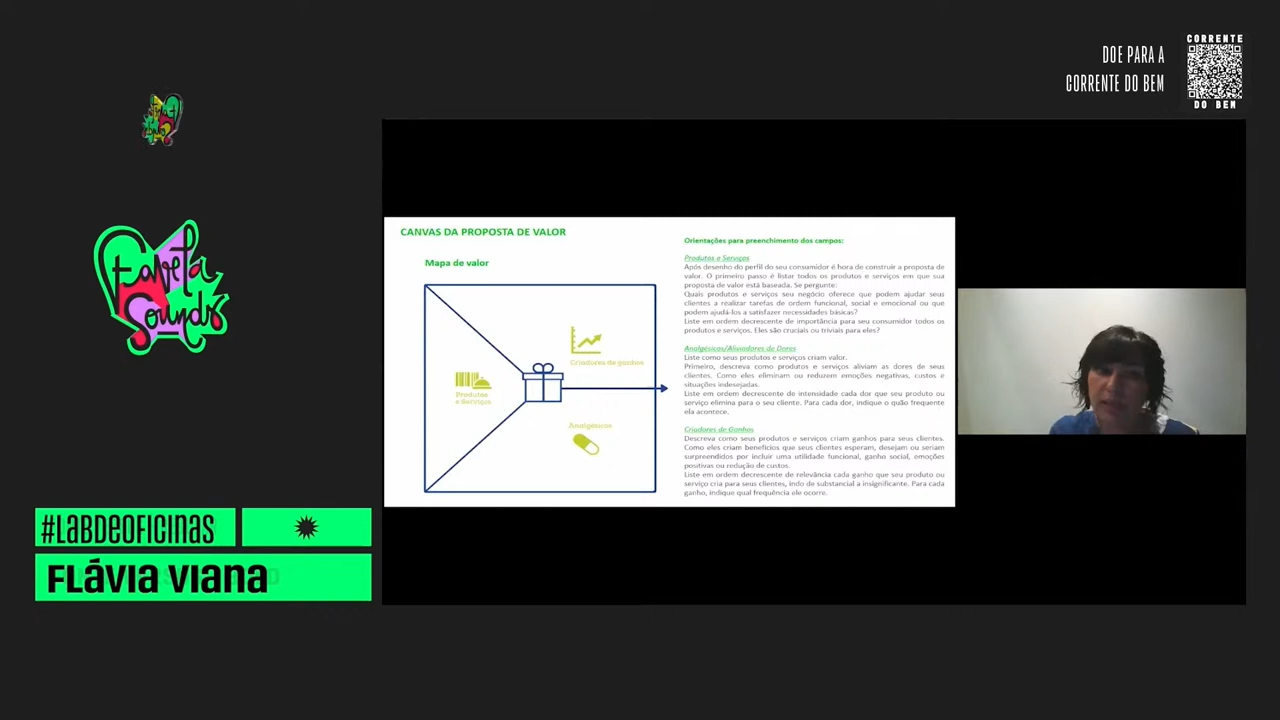 DOE PARA A
CORRENTE DO BEM
CORRENTE
DO BEM
favela
Sounds
CANVAS DA PROPOSTA DE VALOR
Mapa de valor
Produtos
e Serviços
Criadores de ganhos
Analgésicos
Orientações para preenchimento dos campos:
Produtos e Serviços
Após desenho do perfil do seu consumidor é hora de construir a proposta de
valor. O primeiro passo é listar todos os produtos e serviços em que sua
proposta de valor está baseada. Se pergunte:
Quais produtos e serviços seu negócio oferece que podem ajudar seus
clientes a realizar tarefas de ordem funcional, social e emocional ou que
podem ajudá-los a satisfazer necessidades básicas?
Liste em ordem decrescente de importância para seu consumidor todos os
produtos e serviços. Eles são cruciais ou triviais para eles?
Analgésicos/Aliviadores de Dores
Liste como seus produtos e serviços criam valor.
Primeiro, descreva como produtos e serviços aliviam as dores de seus
clientes. Como eles eliminam ou reduzem emoções negativas, custos e
situações indesejadas.
Liste em ordem decrescente de intensidade cada dor que seu produto ou
serviço elimina para o seu cliente. Para cada dor, indique o quão frequente
ela acontece.
Criadores de Ganhos
Descreva como seus produtos e serviços criam ganhos para seus clientes.
Como eles criam benefícios que seus clientes esperam, desejam ou seriam
surpreendidos por incluir uma utilidade funcional, ganho social, emoções
positivas ou redução de custos.
Liste em ordem decrescente de relevância cada ganho que seu produto ou
serviço cria para seus clientes, indo de substancial a insignificante. Para cada
ganho, indique qual frequência ele ocorre.
#LABDEOFICINAS
FLÁVIA VIANA